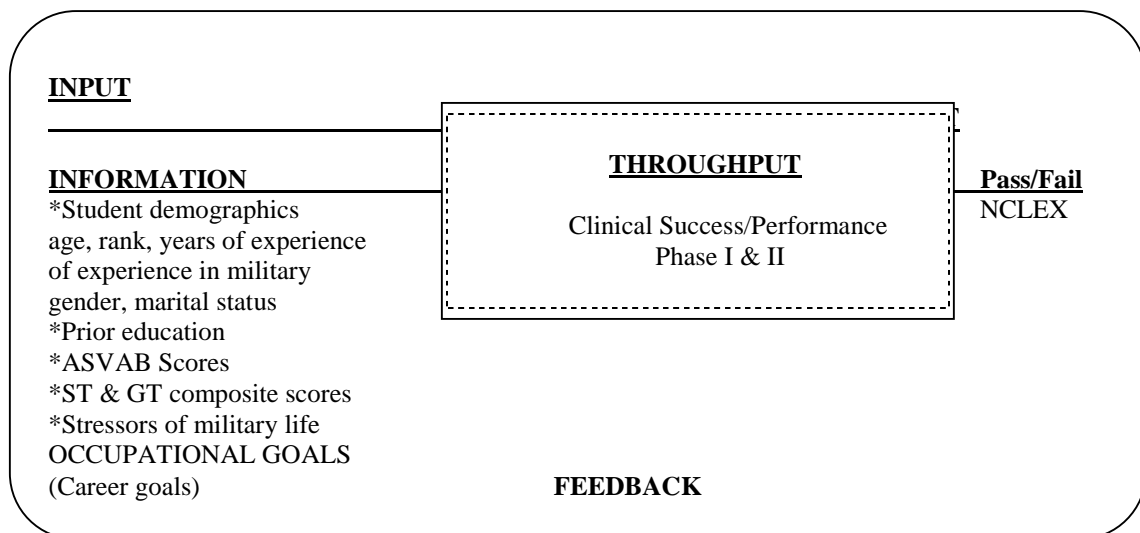 INPUT
THROUGHPUT
INFORMATION
*Student demographics
age, rank, years of experience
of experience in military
gender, marital status
*Prior education
*ASVAB Scores
*ST & GT composite scores
*Stressors of military life
OCCUPATIONAL GOALS
(Career goals)
Clinical Success/Performance
Phase I & II
Pass/Fail
NCLEX
FEEDBACK